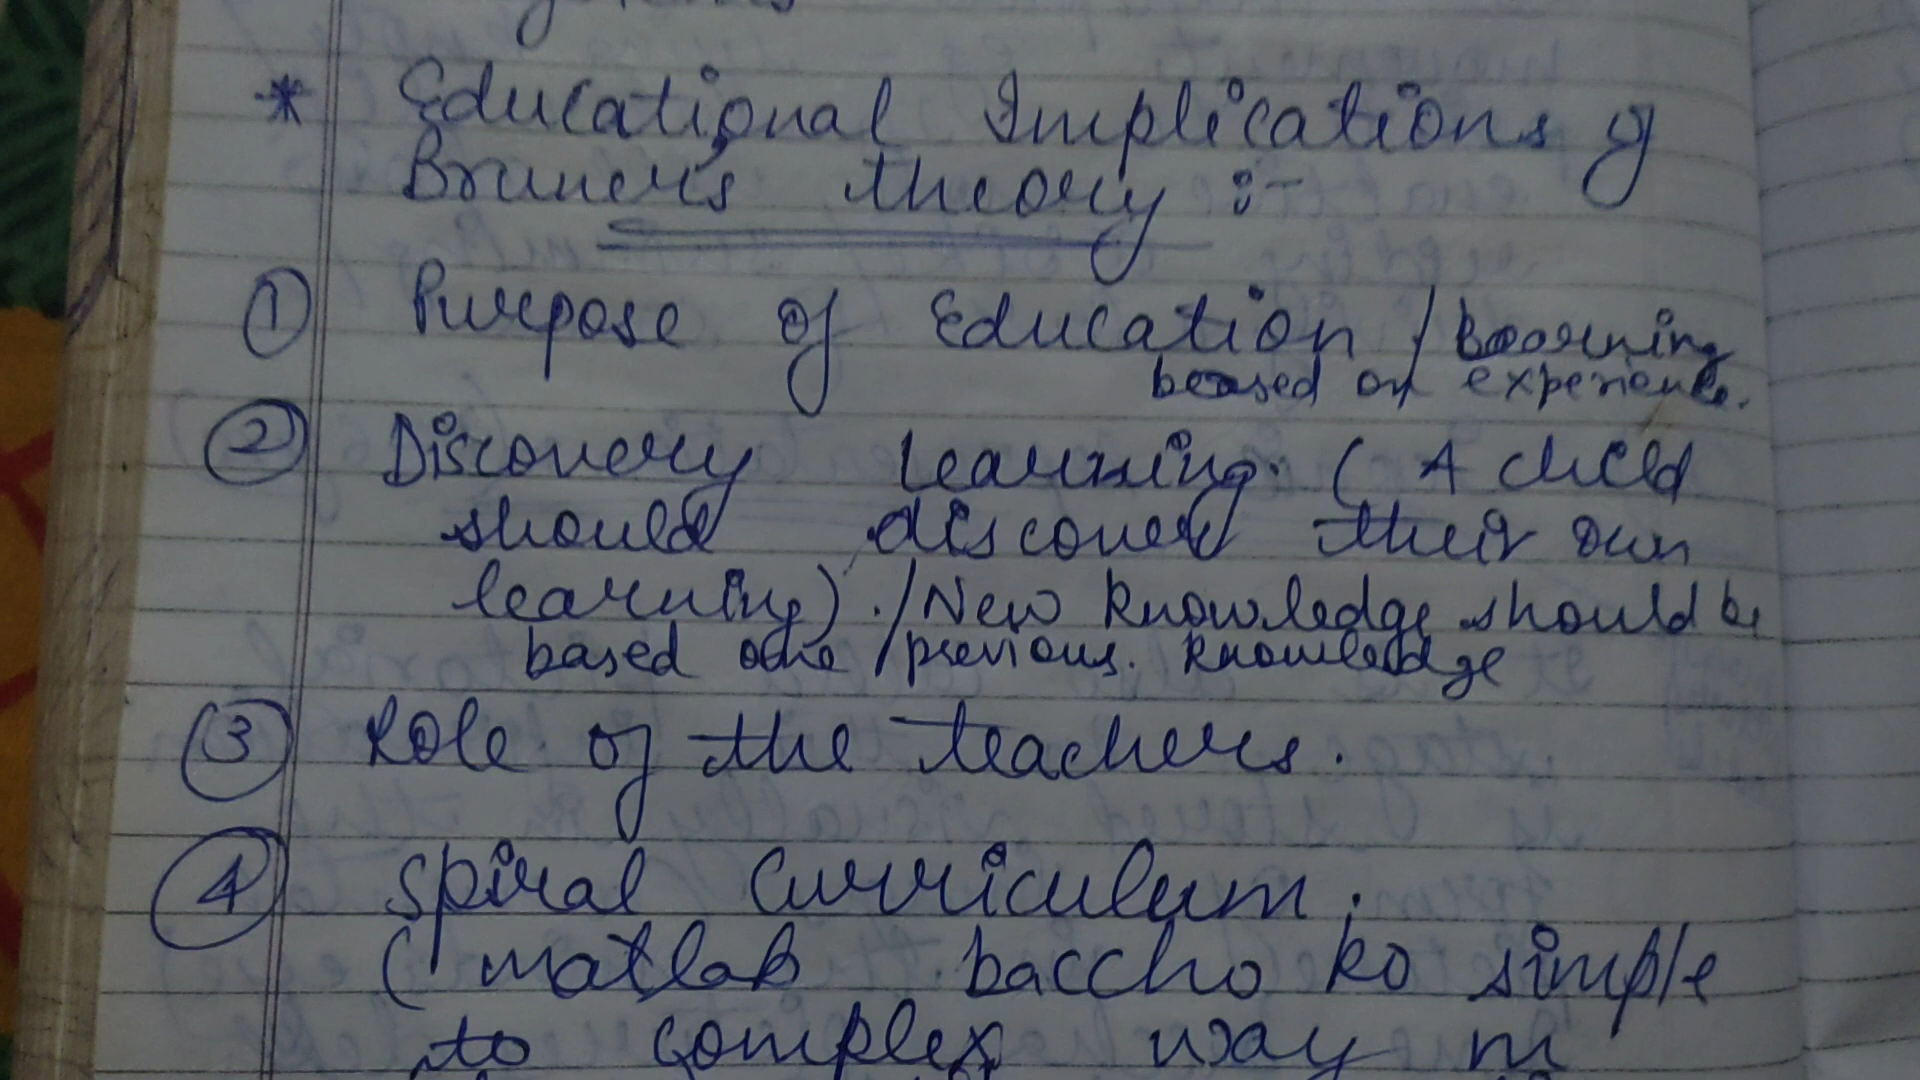 * Educational Implications of
Bruner's theory :-
① Purpose of Education / Learning
based on experience.
② Discovery learning. ( A child
should discover their own
learning). / New knowledge should be
based on the / previous. knowledge
③ Role of the teachers.
④ Spiral Curriculum.
( matlab baccho ko simple
to complex way m